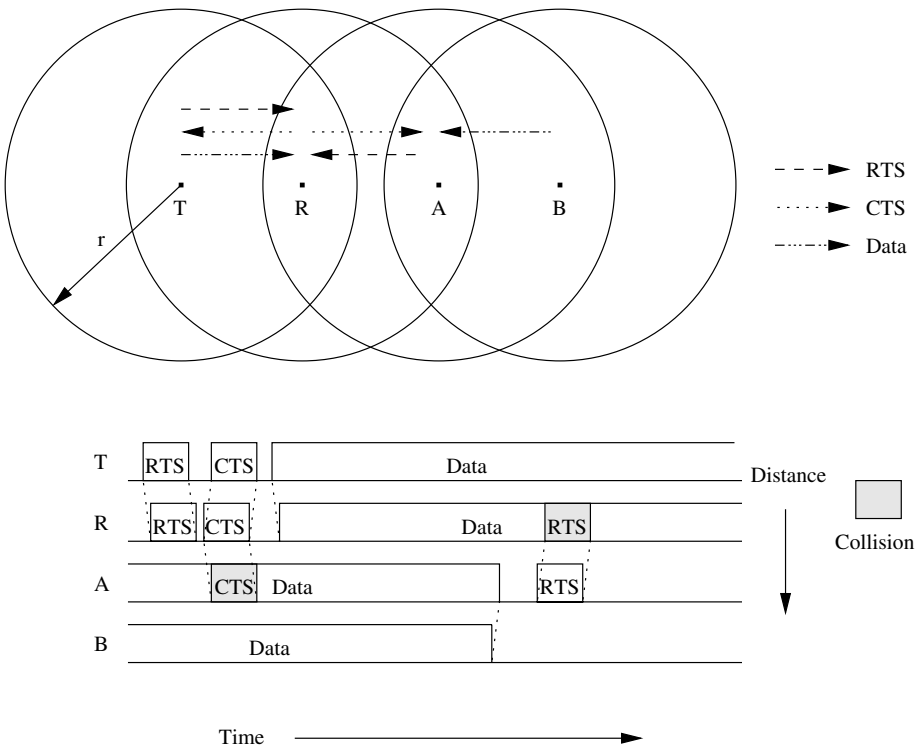 RTS
T
R
A
B
CTS
r
Data
T
RTS
CTS
Data
Distance
R
RTS
CTS
Data
RTS
Collision
A
CTS
Data
RTS
B
Data
Time